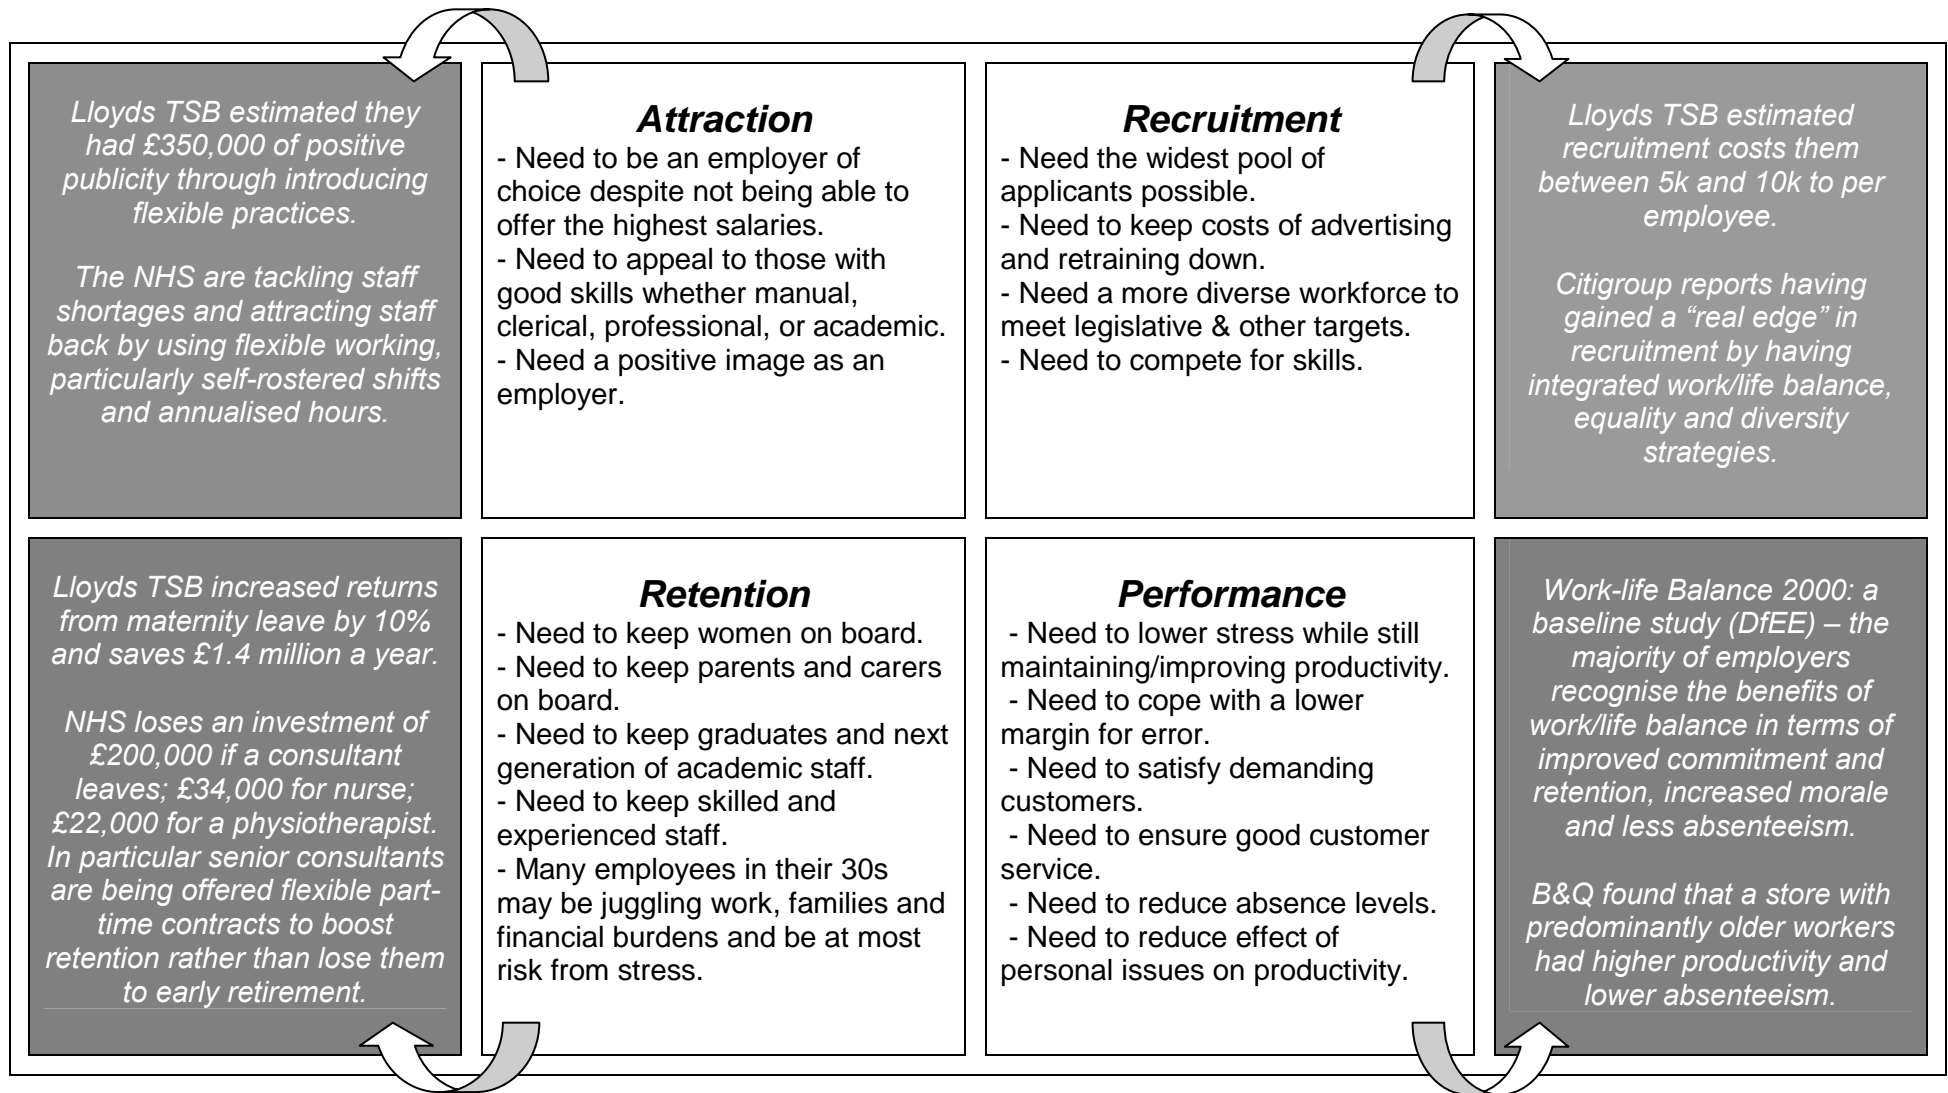 Lloyds TSB estimated they
had £350,000 of positive
publicity through introducing
flexible practices.
The NHS are tackling staff
shortages and attracting staff
back by using flexible working,
particularly self-rostered shifts
and annualised hours.
Attraction
- Need to be an employer of
choice despite not being able to
offer the highest salaries.
- Need to appeal to those with
good skills whether manual,
clerical, professional, or academic.
- Need a positive image as an
employer.
Recruitment
- Need the widest pool of
applicants possible.
- Need to keep costs of advertising
and retraining down.
- Need a more diverse workforce to
meet legislative & other targets.
- Need to compete for skills.
Lloyds TSB estimated
recruitment costs them
between 5k and 10k to per
employee.
Citigroup reports having
gained a “real edge” in
recruitment by having
integrated work/life balance,
equality and diversity
strategies.
Lloyds TSB increased returns
from maternity leave by 10%
and saves £1.4 million a year.
NHS loses an investment of
£200,000 if a consultant
leaves; £34,000 for nurse;
£22,000 for a physiotherapist.
In particular senior consultants
are being offered flexible part-
time contracts to boost
retention rather than lose them
to early retirement.
Retention
- Need to keep women on board.
- Need to keep parents and carers
on board.
- Need to keep graduates and next
generation of academic staff.
- Need to keep skilled and
experienced staff.
- Many employees in their 30s
may be juggling work, families and
financial burdens and be at most
risk from stress.
Performance
- Need to lower stress while still
maintaining/improving productivity.
- Need to cope with a lower
margin for error.
- Need to satisfy demanding
customers.
- Need to ensure good customer
service.
- Need to reduce absence levels.
- Need to reduce effect of
personal issues on productivity.
Work-life Balance 2000: a
baseline study (DfEE) – the
majority of employers
recognise the benefits of
work/life balance in terms of
improved commitment and
retention, increased morale
and less absenteeism.
B&Q found that a store with
predominantly older workers
had higher productivity and
lower absenteeism.